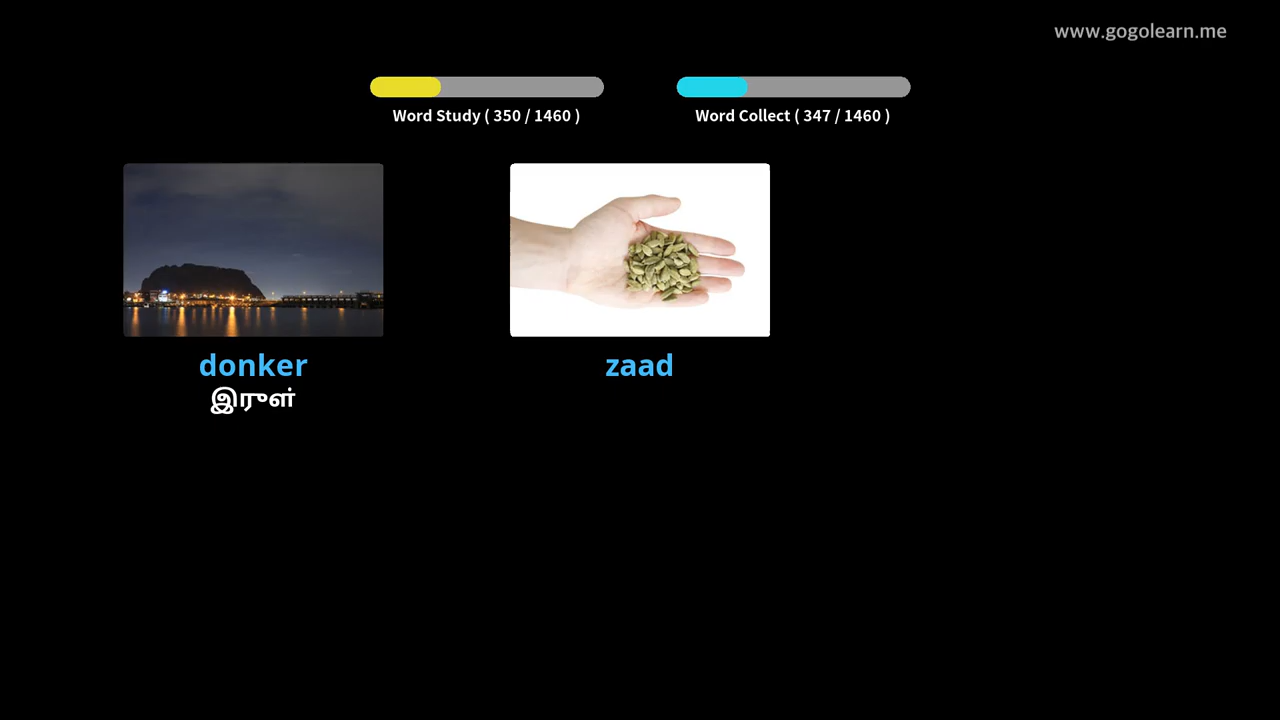 www.gogolearn.me
Word Study ( 350 / 1460 )
Word Collect ( 347 / 1460 )
donker
இருள்
zaad